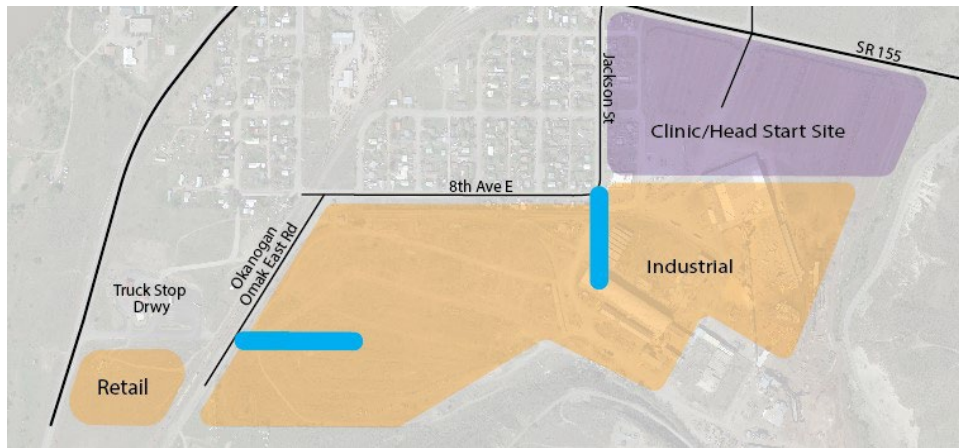 SR 155
Jackson St
Clinic/Head Start Site
8th Ave E
Okanogan
Omak East Rd
Industrial
Truck Stop
Drwy
Retail